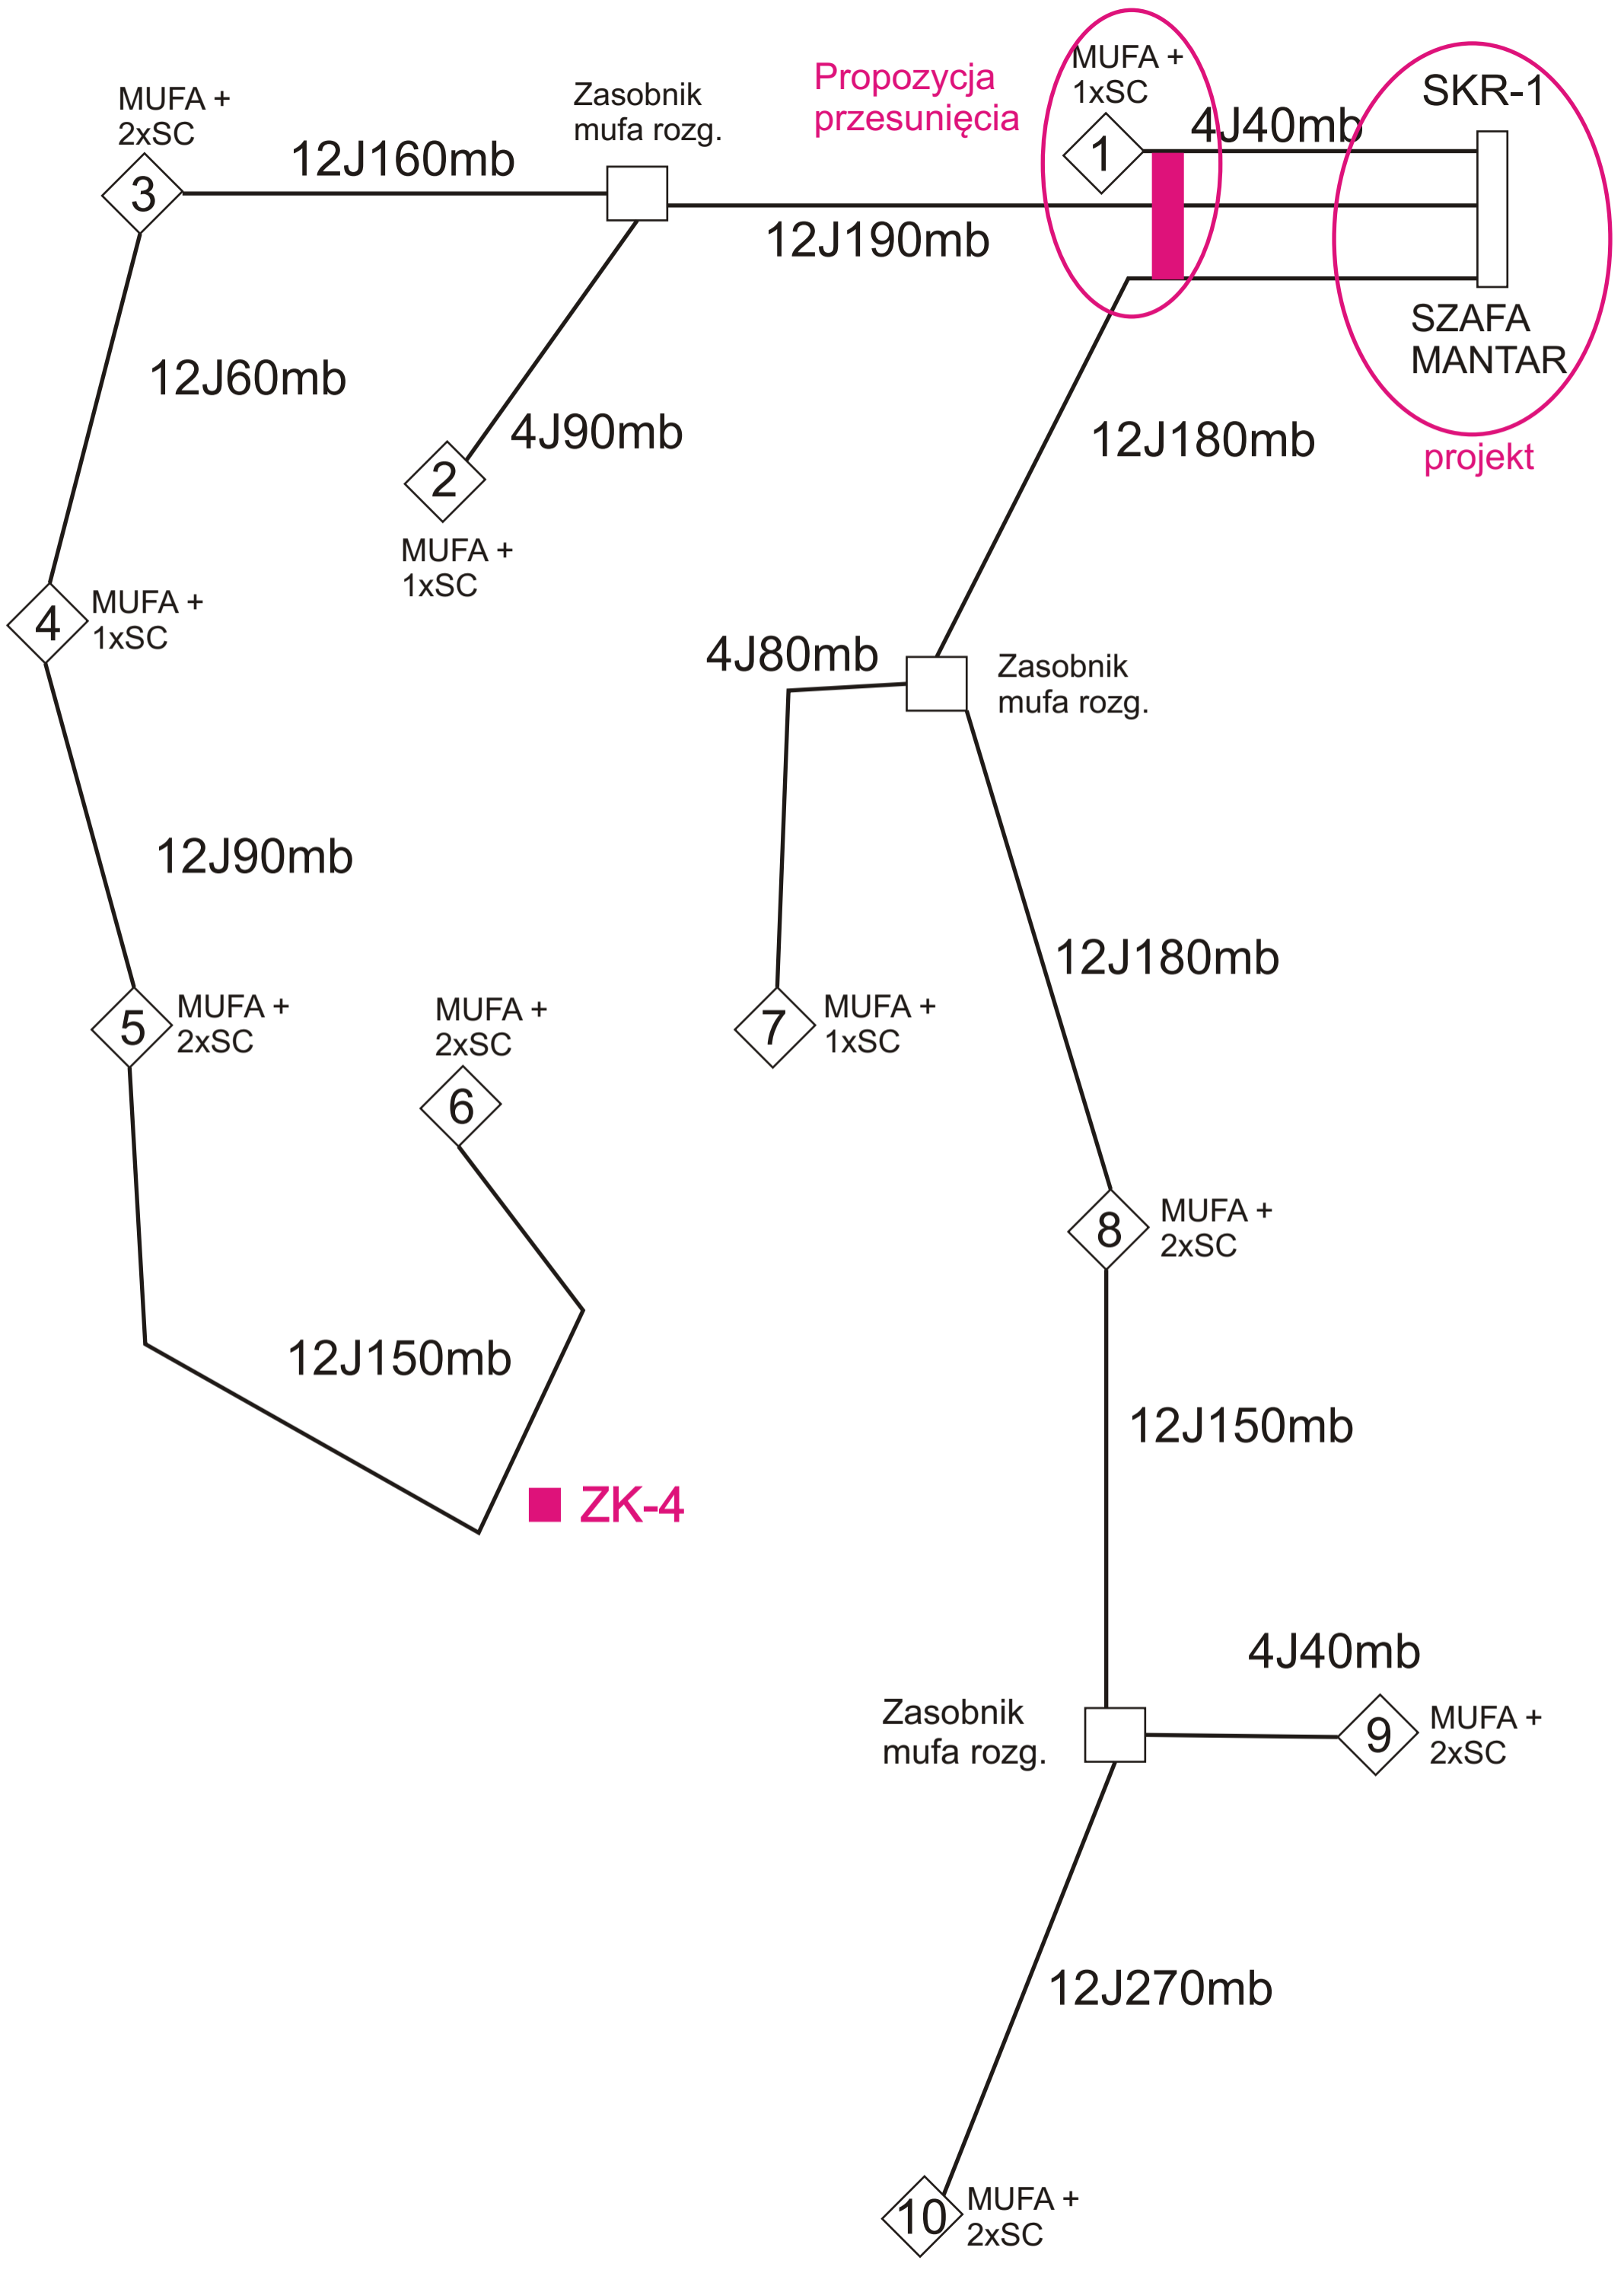 MUFA +
1xSC
1
Propozycja
przesunięcia
4J40mb
SKR-1
SZAFA
MANTAR
projekt
MUFA +
2xSC
3
12J160mb
Zasobnik
mufa rozg.
12J190mb
12J60mb
4J90mb
2
MUFA +
1xSC
12J180mb
4
MUFA +
1xSC
4J80mb
Zasobnik
mufa rozg.
12J90mb
12J180mb
5
MUFA +
2xSC
MUFA +
2xSC
6
7
MUFA +
1xSC
8
MUFA +
2xSC
12J150mb
12J150mb
ZK-4
4J40mb
Zasobnik
mufa rozg.
9
MUFA +
2xSC
12J270mb
10
MUFA +
2xSC